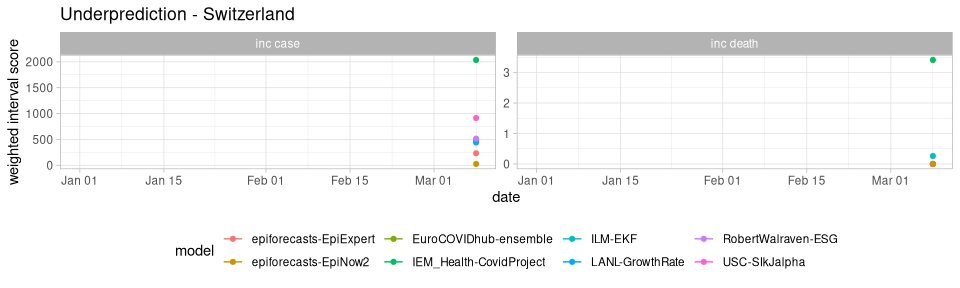 Underprediction - Switzerland
inc case
inc death
weighted interval score
2000
1500
1000
500
0
3
2
1
0
Jan 01 Jan 15 Feb 01 Feb 15 Mar 01
Jan 01 Jan 15 Feb 01 Feb 15 Mar 01
date
model
epiforecasts-EpiExpert EuroCOVIDhub-ensemble ILM-EKF RobertWalraven-ESG
epiforecasts-EpiNow2 IEM_Health-CovidProject LANL-GrowthRate USC-SIkJalpha